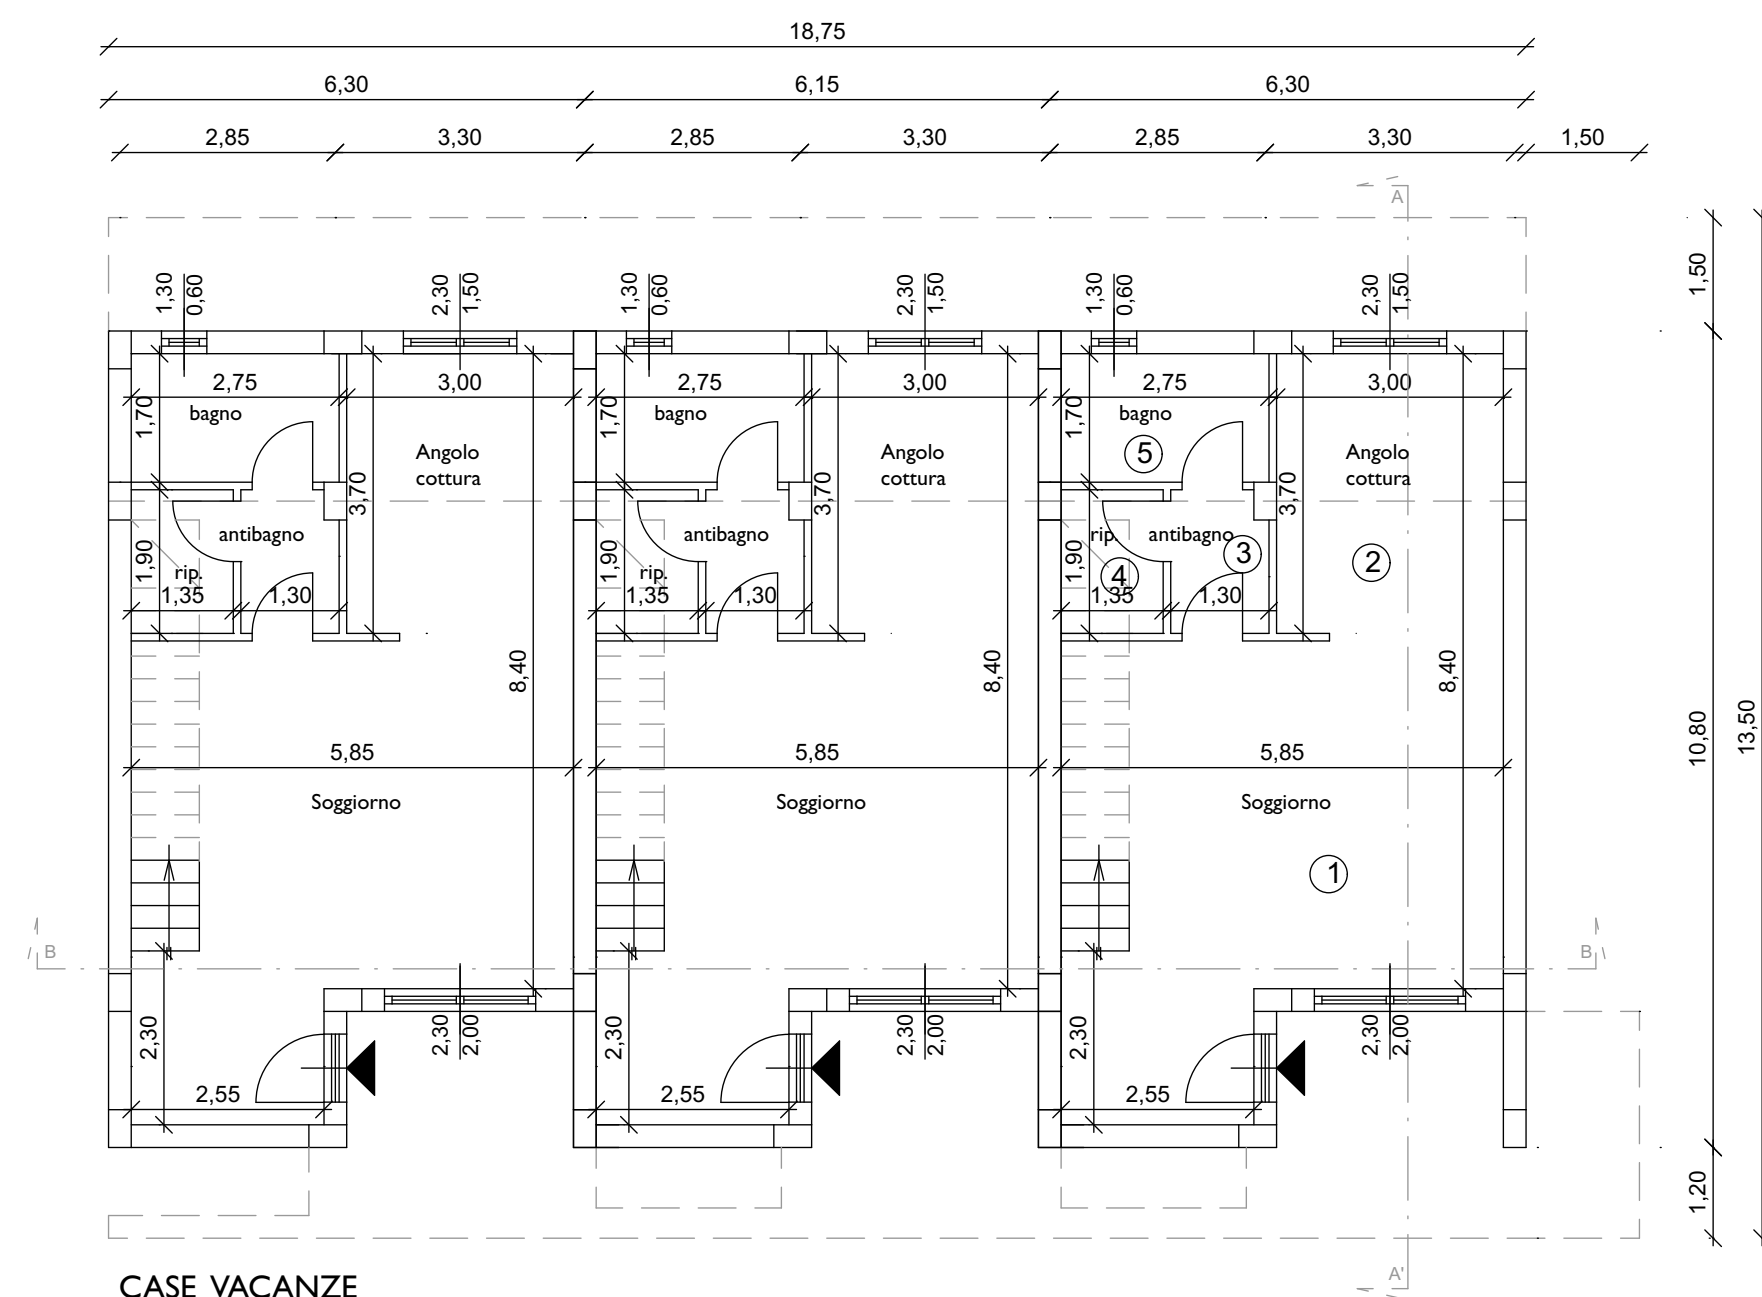 18,75
6,30 6,15 6,30
2,85 3,30 2,85 3,30 2,85 3,30 1,50
A
1,30 0,60 2,30 1,50 1,30 0,60 2,30 1,50 1,30 0,60 2,30 1,50
1,50
2,75 3,00 2,75 3,00 2,75 3,00
1,70 bagno 1,70 bagno 1,70 bagno
Angolo Angolo 5 Angolo
cottura cottura cottura
3,70 3,70 3,70
antibagno antibagno rip. antibagno 3 2
1,90 rip. 1,90 rip. 1,90 4
1,35 1,30 1,35 1,30 1,35 1,30
8,40 8,40 8,40
10,80 13,50
5,85 5,85 5,85
Soggiorno Soggiorno Soggiorno
1
B B
2,30 2,30 2,00 2,30 2,30 2,00 2,30 2,30 2,00
2,55 2,55 2,55
1,20
A'
CASE VACANZE